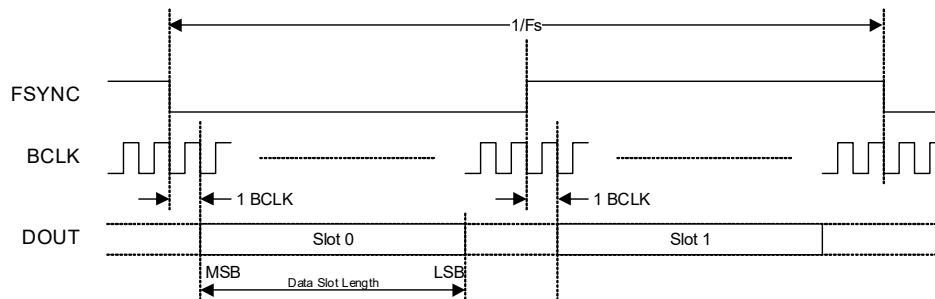 1/Fs
FSYNC
BCLK
1 BCLK
1 BCLK
DOUT
Slot 0
Slot 1
MSB
Data Slot Length
LSB